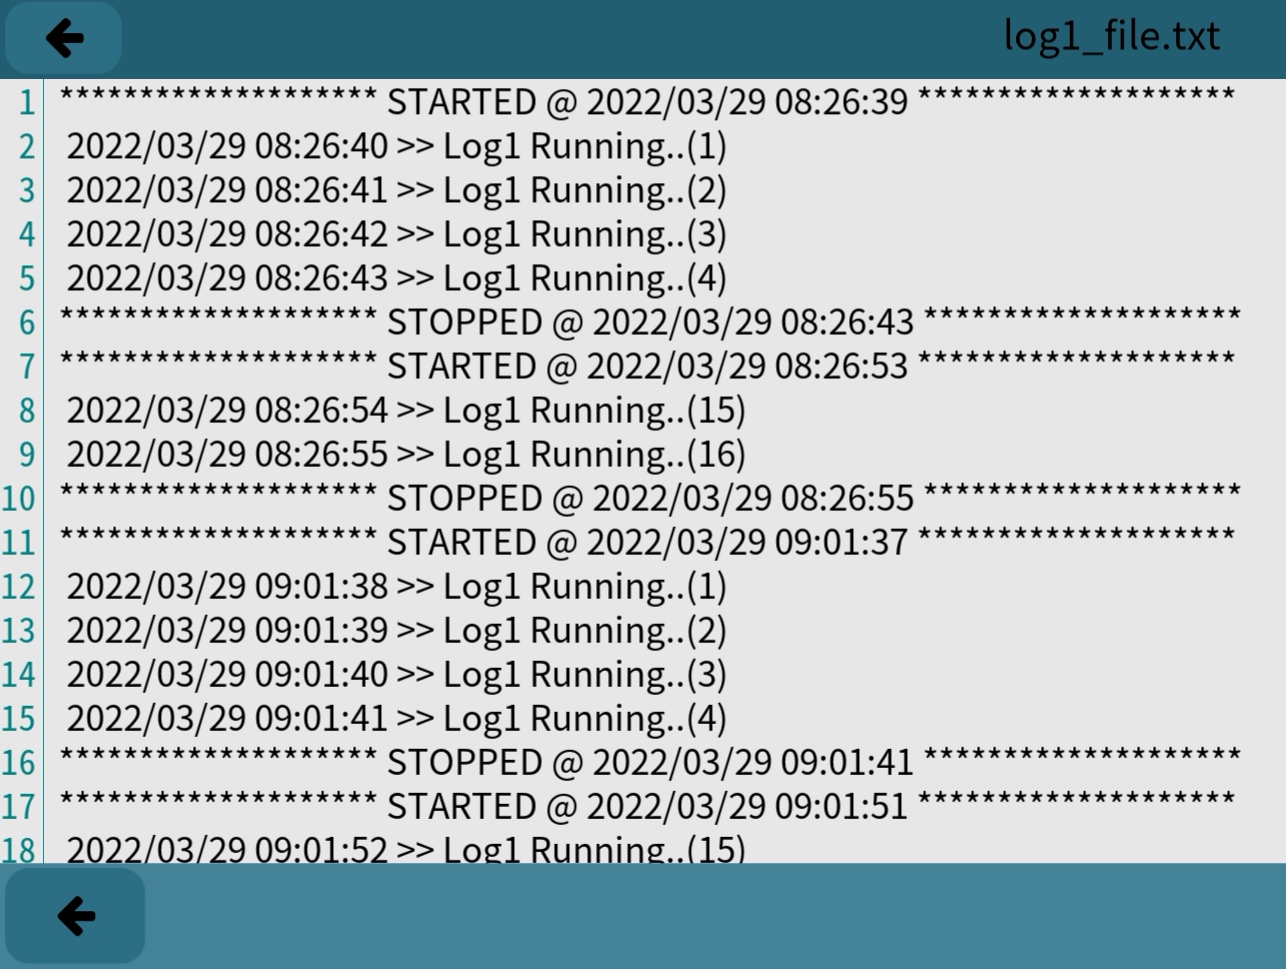 log1_file.txt
1 ******************** STARTED @ 2022/03/29 08:26:39 ********************
2 2022/03/29 08:26:40 >> Log1 Running..(1)
3 2022/03/29 08:26:41 >> Log1 Running..(2)
4 2022/03/29 08:26:42 >> Log1 Running..(3)
5 2022/03/29 08:26:43 >> Log1 Running..(4)
6 ******************** STOPPED @ 2022/03/29 08:26:43 ********************
7 ******************** STARTED @ 2022/03/29 08:26:53 ********************
8 2022/03/29 08:26:54 >> Log1 Running..(15)
9 2022/03/29 08:26:55 >> Log1 Running..(16)
10 ******************** STOPPED @ 2022/03/29 08:26:55 ********************
11 ******************** STARTED @ 2022/03/29 09:01:37 ********************
12 2022/03/29 09:01:38 >> Log1 Running..(1)
13 2022/03/29 09:01:39 >> Log1 Running..(2)
14 2022/03/29 09:01:40 >> Log1 Running..(3)
15 2022/03/29 09:01:41 >> Log1 Running..(4)
16 ******************** STOPPED @ 2022/03/29 09:01:41 ********************
17 ******************** STARTED @ 2022/03/29 09:01:51 ********************
18 2022/03/29 09:01:52 >> Log1 Running..(15)